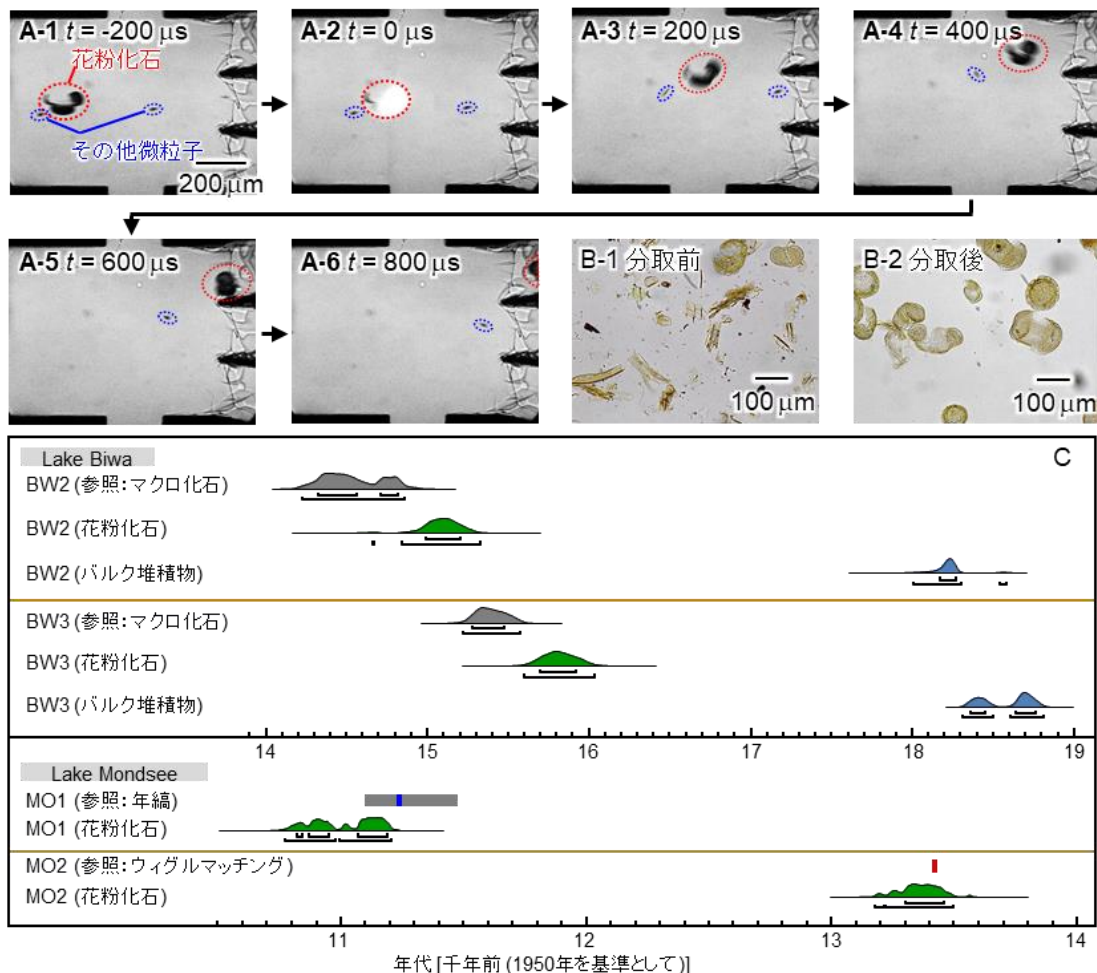 A-1 t = -200 μs
花粉化石
その他微粒子
200 μm
A-2 t = 0 μs
A-3 t = 200 μs
A-4 t = 400 μs
A-5 t = 600 μs
A-6 t = 800 μs
B-1 分取前
100 μm
B-2 分取後
100 μm
C
Lake Biwa
BW2 (参照:マクロ化石)
BW2 (花粉化石)
BW2 (バルク堆積物)
BW3 (参照:マクロ化石)
BW3 (花粉化石)
BW3 (バルク堆積物)
14 15 16 17 18 19
Lake Mondsee
MO1 (参照:年縞)
MO1 (花粉化石)
MO2 (参照:ウィグルマッチング)
MO2 (花粉化石)
11 12 13 14
年代 [千年前 (1950年を基準として)]